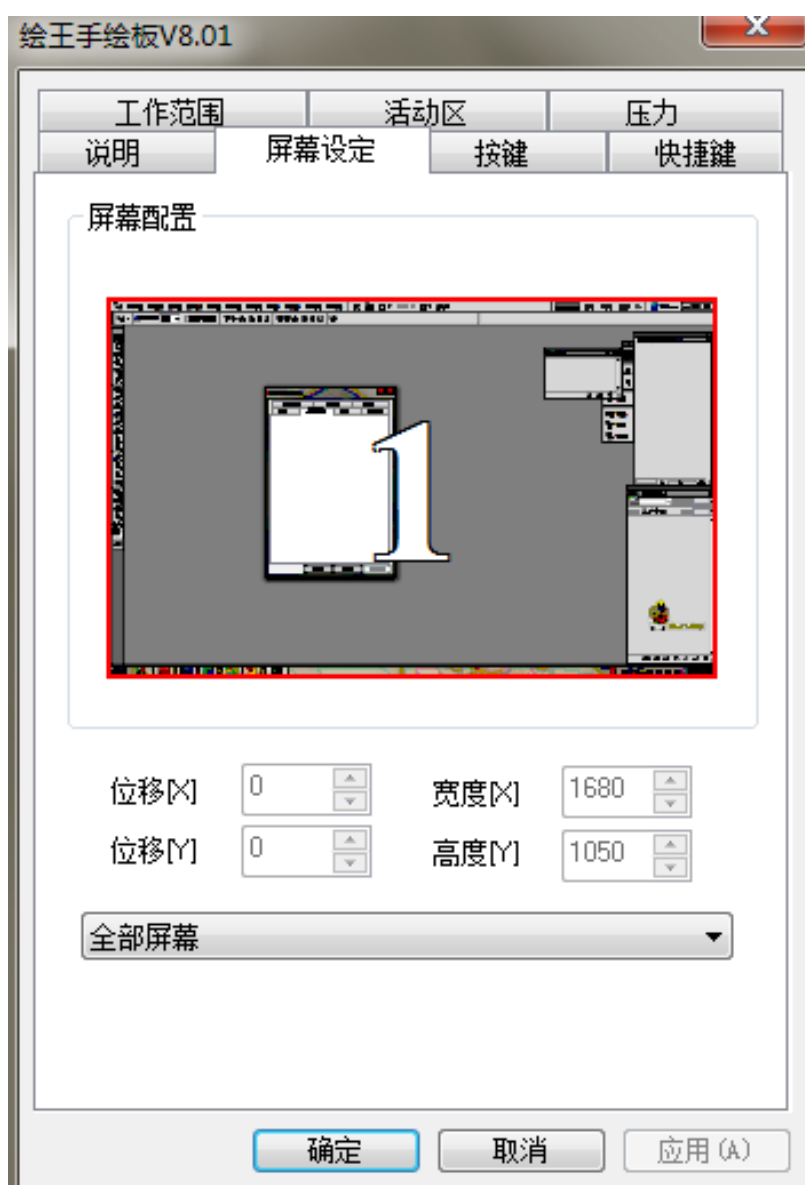 绘王手绘板V8.01
工作范围 活动区 压力
说明 屏幕设定 按键 快捷鍵
屏幕配置
1
位移[X] 0 宽度[X] 1680
位移[Y] 0 高度[Y] 1050
全部屏幕
确定 取消 应用(A)